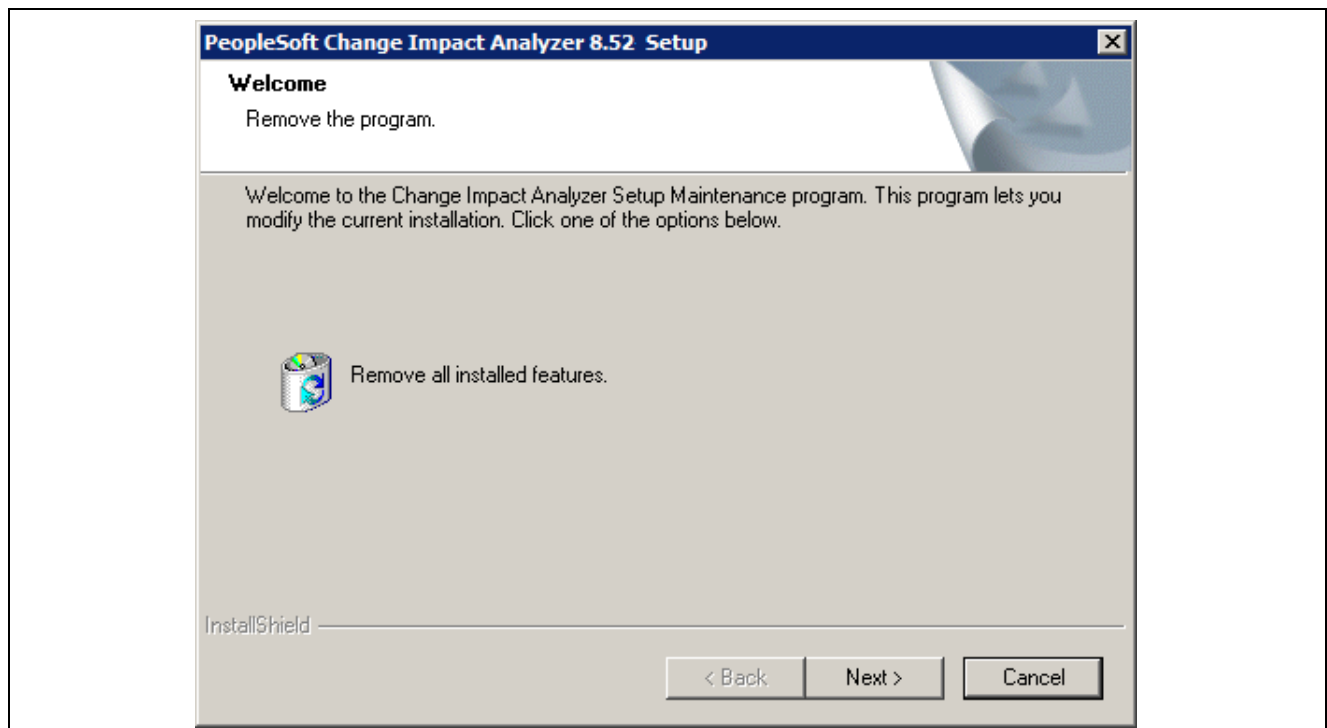 PeopleSoft Change Impact Analyzer 8.52 Setup
Welcome
Remove the program.
Welcome to the Change Impact Analyzer Setup Maintenance program. This program lets you
modify the current installation. Click one of the options below.
Remove all installed features.
InstallShield
< Back Next > Cancel